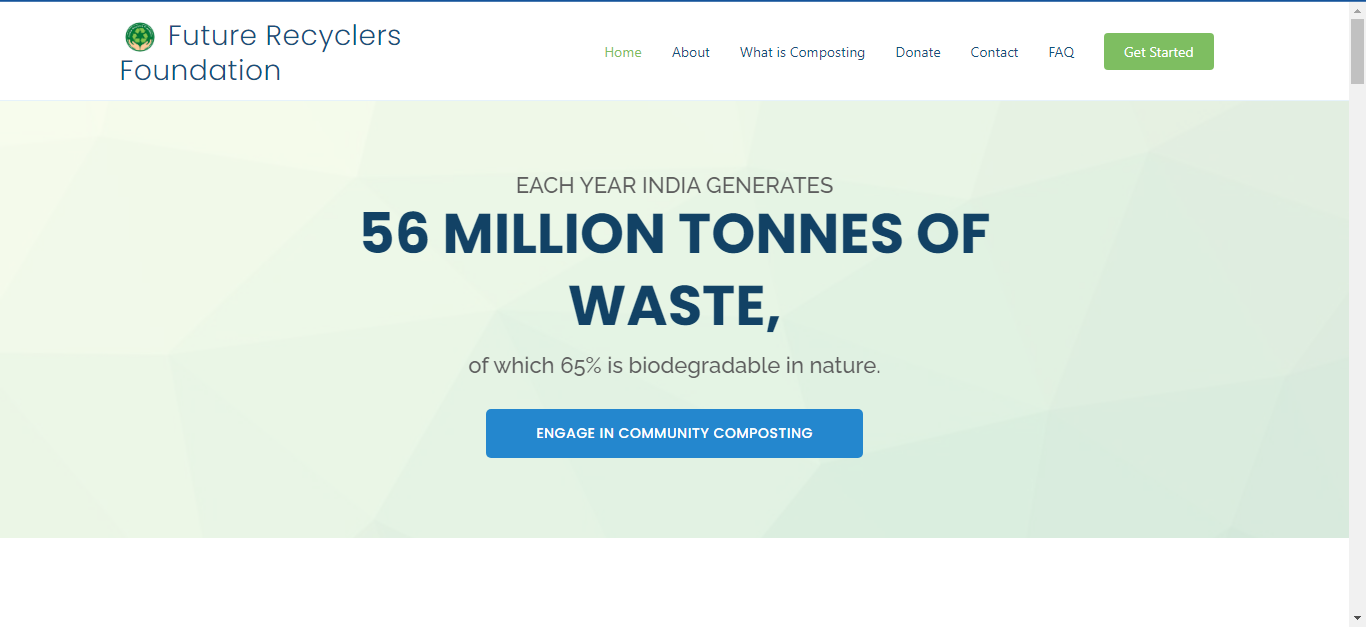 Future Recyclers
Foundation
Home
About
What is Composting
Donate
Contact
FAQ
Get Started
EACH YEAR INDIA GENERATES
56 MILLION TONNES OF
WASTE,
of which 65% is biodegradable in nature.
ENGAGE IN COMMUNITY COMPOSTING